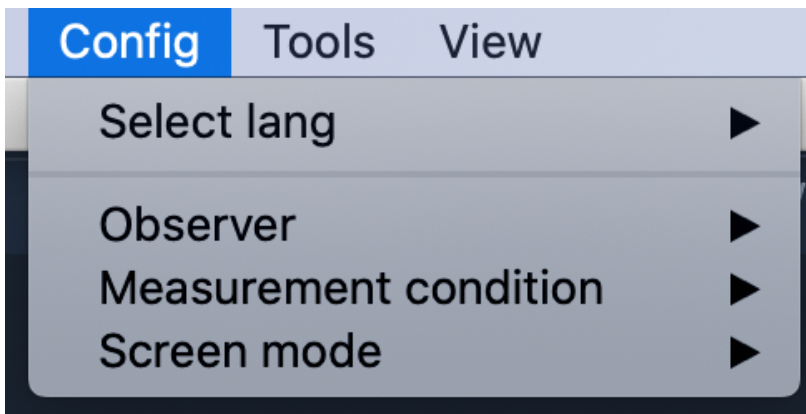 Config Tools View
Select lang
Observer
Measurement condition
Screen mode